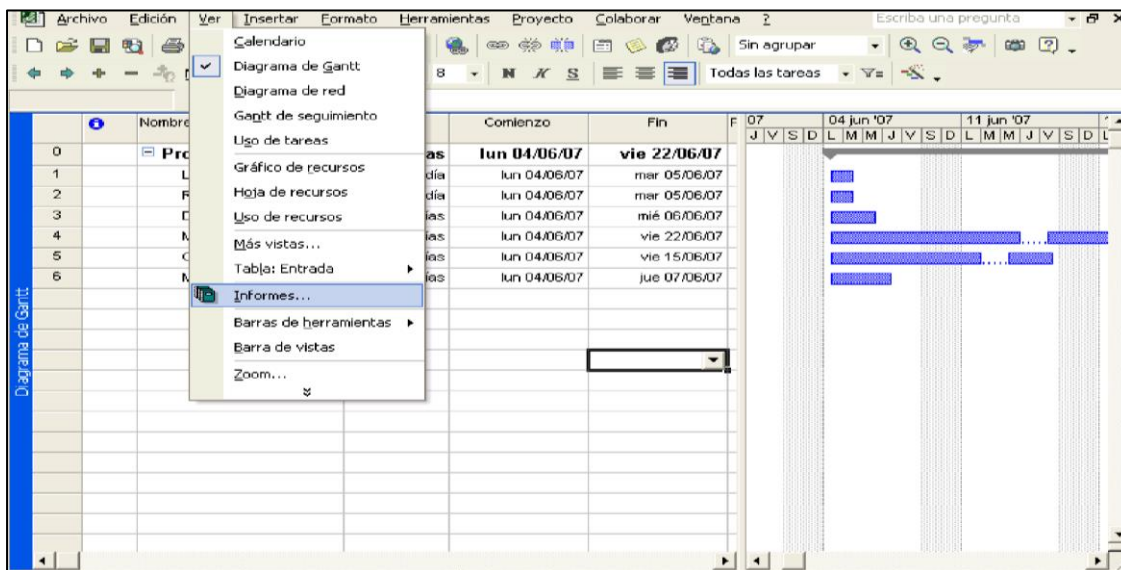 Archivo Edición Ver Insertar Formato Herramientas Proyecto Colaborar Ventana ? Escriba una pregunta
Sin agrupar
8 N K S Todas las tareas
Calendario
Diagrama de Gantt
Diagrama de red
Gantt de seguimiento
Uso de tareas
Gráfico de recursos
Hoja de recursos
Uso de recursos
Más vistas...
Tabla: Entrada
Informes...
Barras de herramientas
Barra de vistas
Zoom...
Nombre Comienzo Fin F 07 04 jun '07 11 jun '07
J V S D L M M J V S D L M M J V S D L
0 Pro as lun 04/06/07 vie 22/06/07
1 L día lun 04/06/07 mar 05/06/07
2 día lun 04/06/07 mar 05/06/07
3 ías lun 04/06/07 mié 06/06/07
4 ías lun 04/06/07 vie 22/06/07
5 ías lun 04/06/07 vie 15/06/07
6 ías lun 04/06/07 jue 07/06/07
Diagrama de Gantt